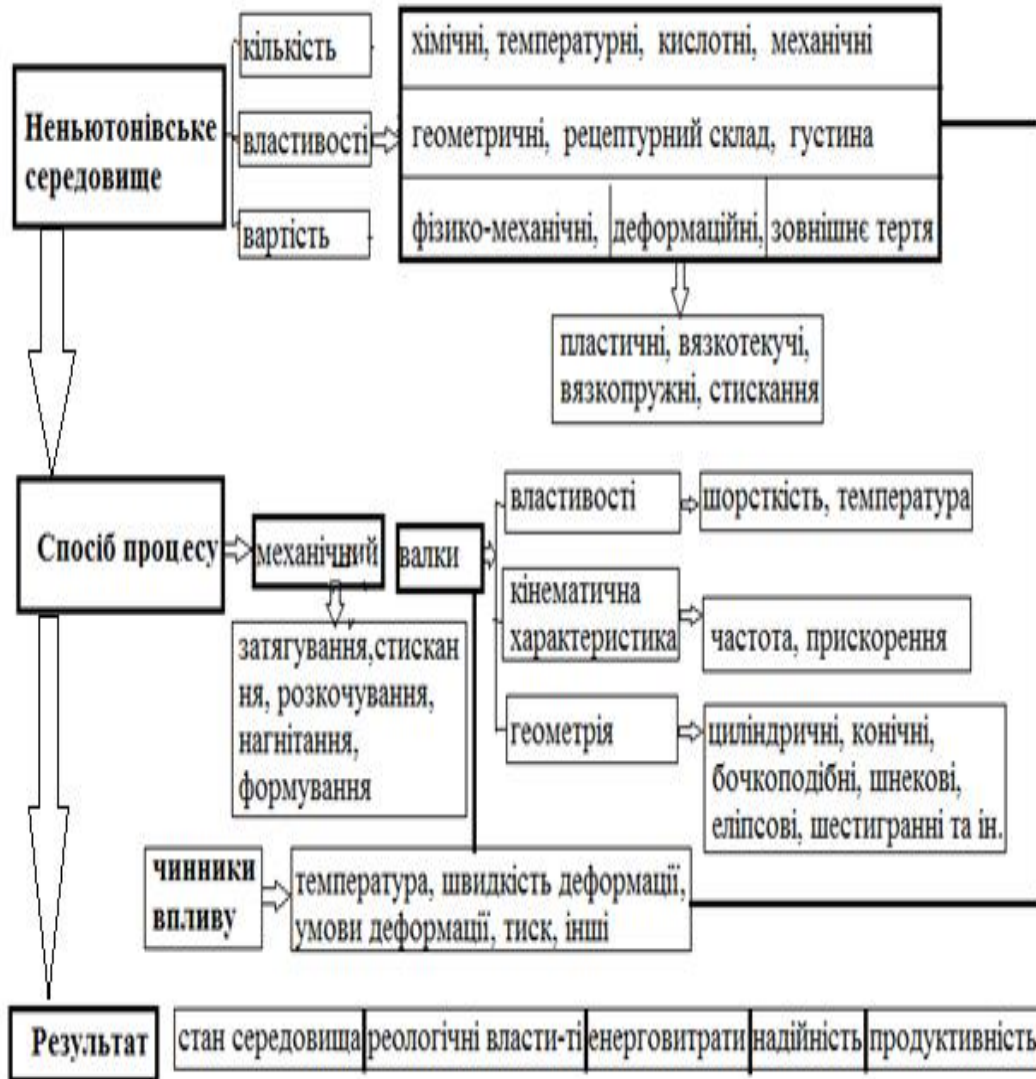 кількість
хімічні, температурні, кислотні, механічні
Неньютонівське
середовище
властивості
геометричні, рецептурний склад, густина
вартість
фізико-механічні, деформаційні, зовнішнє тертя
пластичні, вязкотекучі,
вязкопружні, стискання
Спосіб процесу
механічний
валки
властивості
шорсткість, температура
кінематична
характеристика
частота, прискорення
геометрія
циліндричні, конічні,
бочкоподібні, шнекові,
еліпсові, шестигранні та ін.
затягування,стискан
ня, розкочування,
нагнітання,
формування
чинники
впливу
температура, швидкість деформації,
умови деформації, тиск, інші
Результат
стан середовища
реологічні власти-ті
енерговитрати
надійність
продуктивність